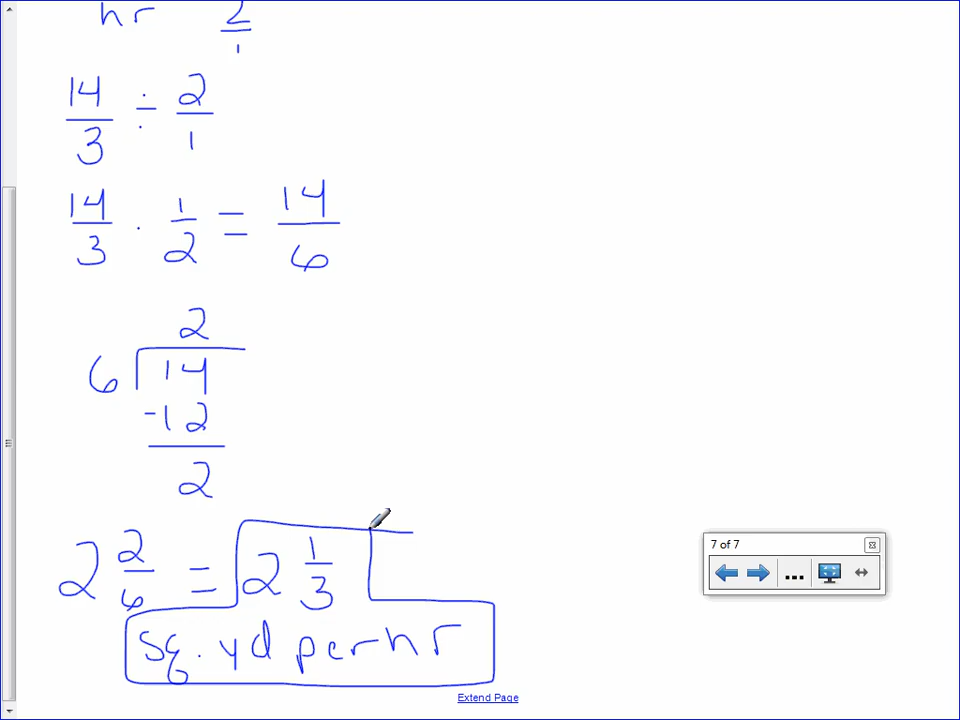 hr 2/1
14/3 ÷ 2/1
14/3 · 1/2 = 14/6
2
6 14
-12
2
2 2/6 = 2 1/3
sq. yd per hr
7 of 7
...
Extend Page